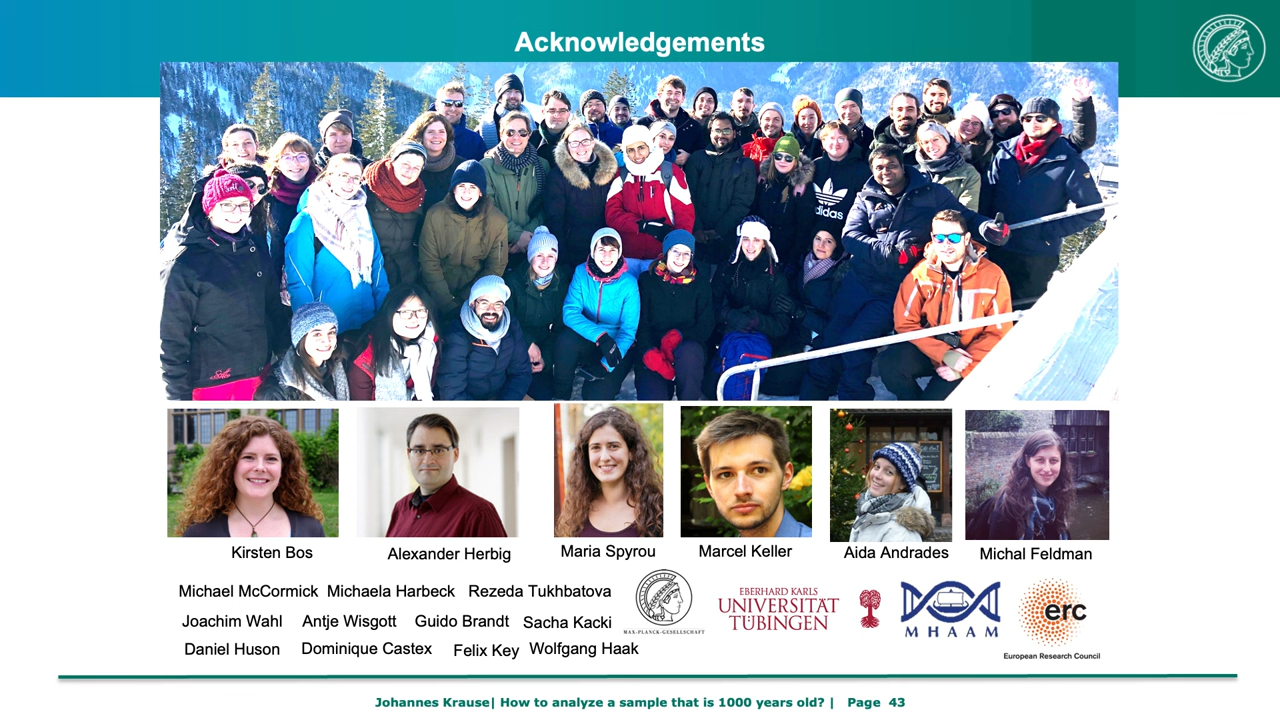 Acknowledgements
adidas
Kirsten Bos
Alexander Herbig
Maria Spyrou
Marcel Keller
Aida Andrades
Michal Feldman
Michael McCormick Michaela Harbeck Rezeda Tukhbatova
Joachim Wahl Antje Wisgott Guido Brandt Sacha Kacki
Daniel Huson Dominique Castex Felix Key Wolfgang Haak
MAX-PLANCK-GESELLSCHAFT
EBERHARD KARLS
UNIVERSITÄT
TÜBINGEN
MHAAM
erc
European Research Council
Johannes Krause| How to analyze a sample that is 1000 years old? | Page 43